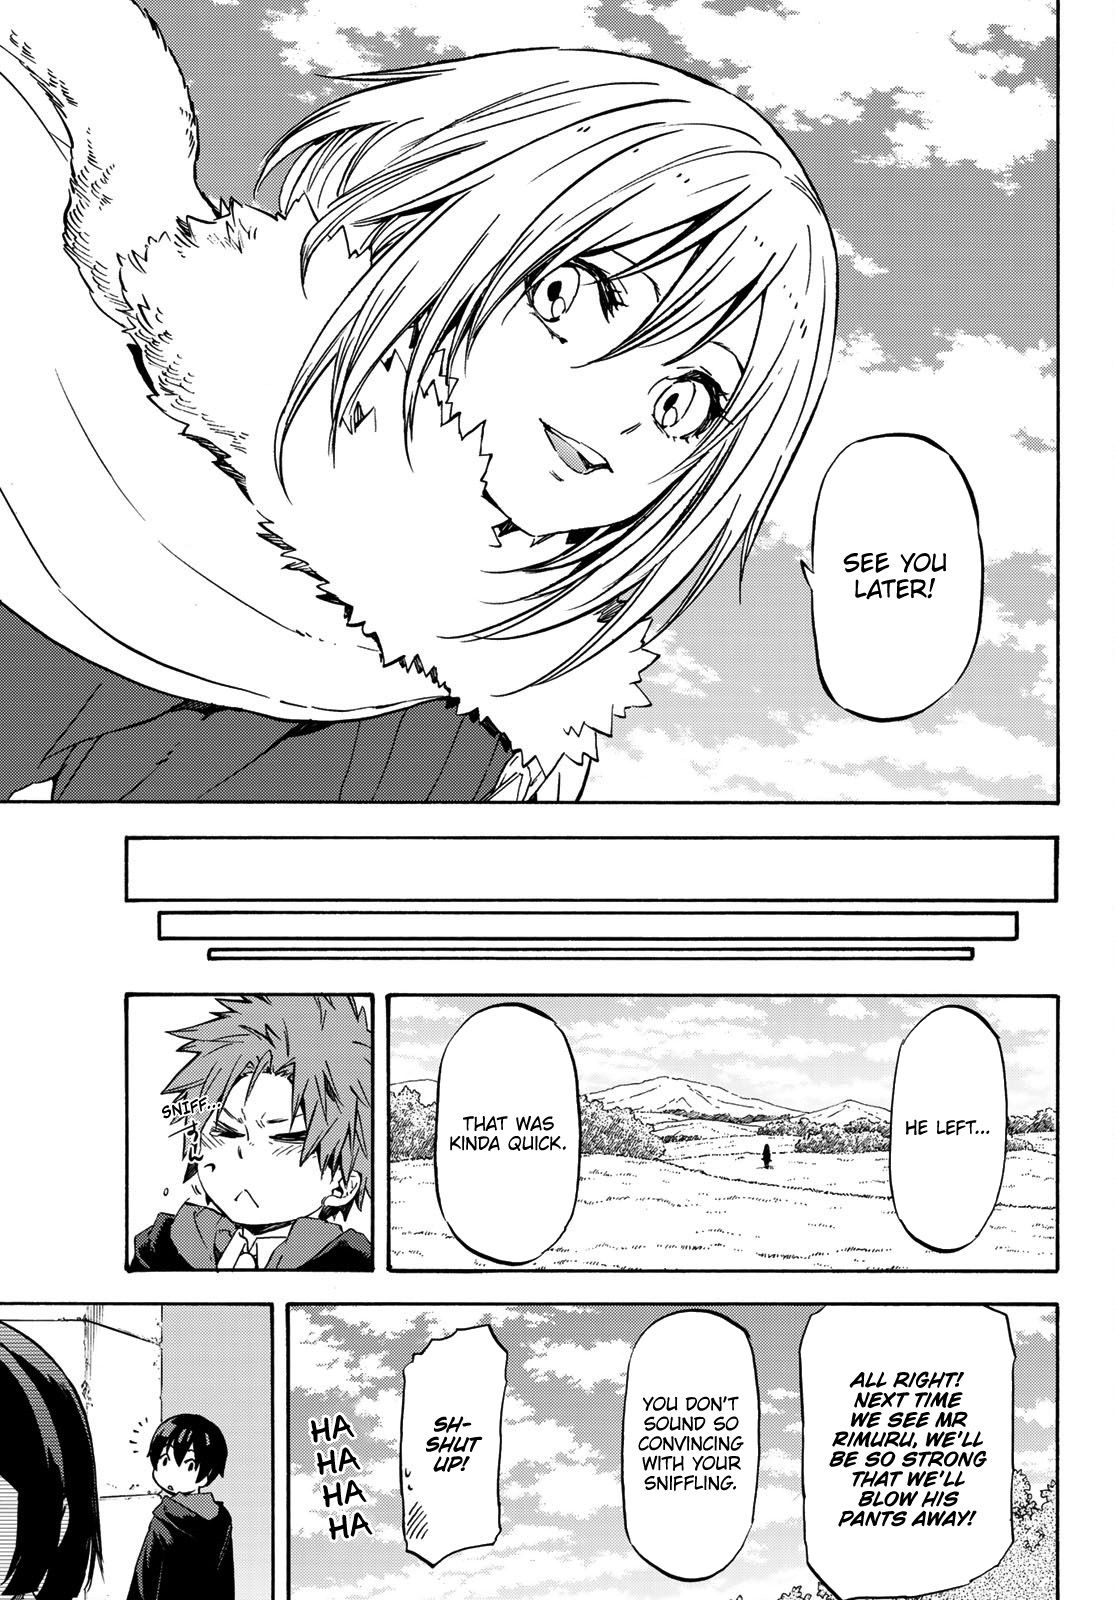 SEE YOU
LATER!
HE LEFT...
THAT WAS
KINDA QUICK.
SNIFF...
ずん
ALL RIGHT!
NEXT TIME
WE SEE MR
RIMURU, WE'LL
BE SO STRONG
THAT WE'LL
BLOW HIS
PANTS AWAY!
YOU DON'T
SOUND SO
CONVINCING
WITH YOUR
SNIFFLING.
SH-
SHUT
UP!
HA
HA
HA
HA